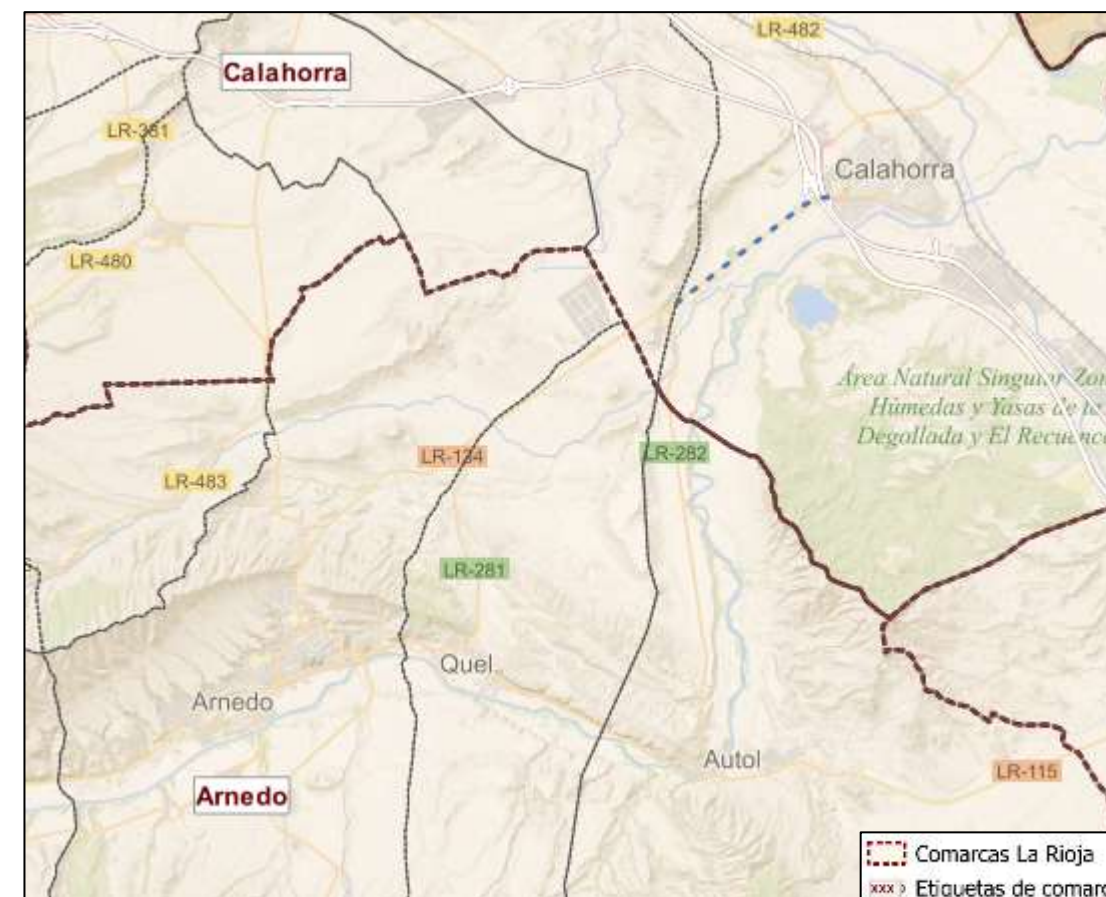 LR-482
Calahorra
LR-381
Calahorra
LR-480
Área Natural Singular Zon
Húmedas y Yasas de la
Degollada y El Recuenco
LR-134
LR-282
LR-483
LR-281
Quel
Arnedo
Autol
LR-115
Arnedo
Comarcas La Rioja
xxx Etiquetas de comarc